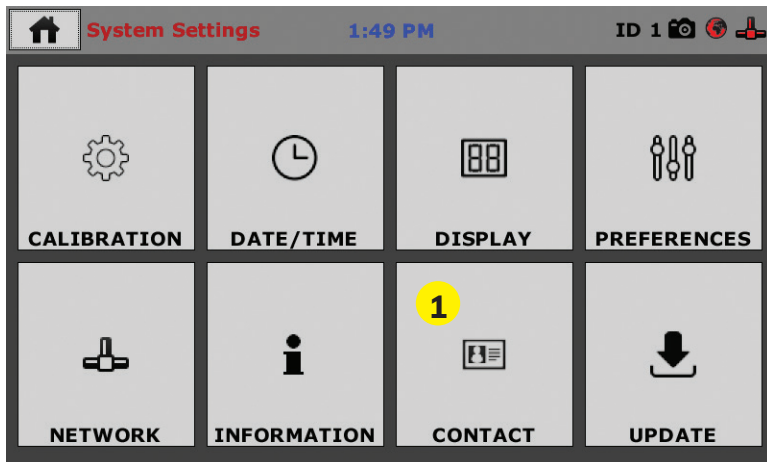 System Settings 1:49 PM ID 1
CALIBRATION DATE/TIME DISPLAY PREFERENCES
1
NETWORK INFORMATION CONTACT UPDATE